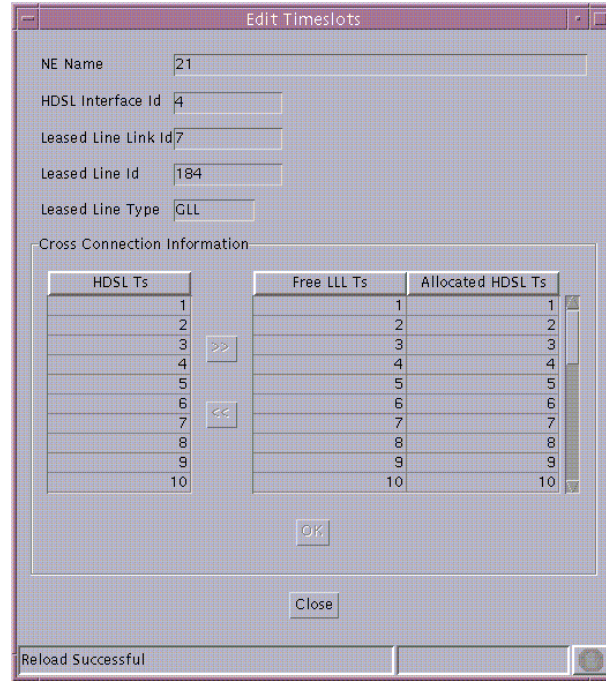 Edit Timeslots
NE Name 21
HDSL Interface Id 4
Leased Line Link Id 7
Leased Line Id 184
Leased Line Type GLL
Cross Connection Information
HDSL Ts Free LLL Ts Allocated HDSL Ts
1 1 1
2 2 2
3 >> 3 3
4 4 4
5 5 5
6 << 6 6
7 7 7
8 8 8
9 9 9
10 10 10
OK
Close
Reload Successful